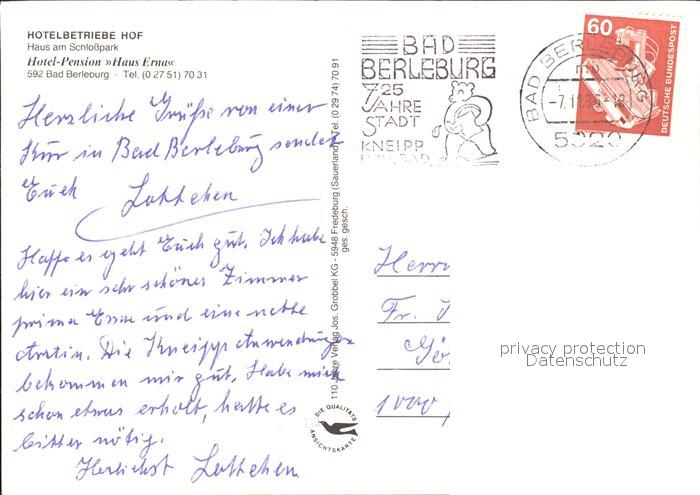 HOTELBETRIEBE HOF
Haus am Schloßpark
Hotel-Pension »Haus Erna«
592 Bad Berleburg · Tel. (0 27 51) 70 31
Herzliche Grüße von einer
Kur in Bad Berleburg sendet
Euch Lottchen
Hoffe es geht Euch gut. Ich habe
hier ein sehr schönes Zimmer
prima Essen und eine nette
Ärztin. Die Kneippanwendungen
bekommen mir gut. Habe mich
schon etwas erholt, hatte es
bitter nötig.
Herzlichst Lottchen
110 Jahre Verlag Jos. Grobbel KG - 5948 Fredeburg (Sauerland) Tel. (0 29 74) 70 91
ges. gesch.
DIE QUALITÄTS
ANSICHTSKARTE
BAD
BERLEBURG
725
JAHRE
STADT
KNEIPP
BAD
BAD BERLEBURG
5920
60
DEUTSCHE BUNDESPOST
Herrn
Fr.
1000
privacy protection
Datenschutz